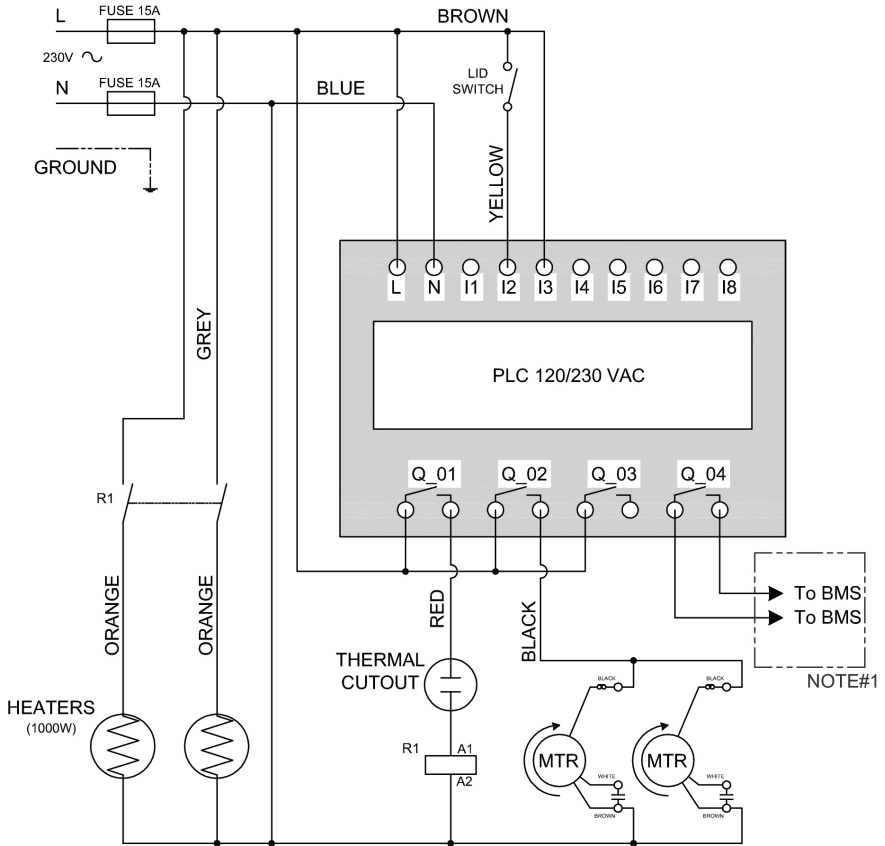 L
FUSE 15A
BROWN
230V
LID
SWITCH
N
FUSE 15A
BLUE
GROUND
YELLOW
L
N
I1
I2
I3
I4
I5
I6
I7
I8
GREY
PLC 120/230 VAC
Q_01
Q_02
Q_03
Q_04
R1
ORANGE
ORANGE
RED
BLACK
To BMS
To BMS
NOTE#1
THERMAL
CUTOUT
BLACK
BLACK
HEATERS
(1000W)
R1
A1
A2
MTR
MTR
WHITE
WHITE
BROWN
BROWN